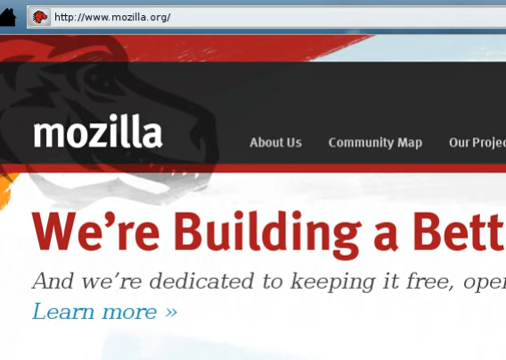 http://www.mozilla.org/
mozilla
About Us Community Map Our Projec
We're Building a Bett
And we're dedicated to keeping it free, oper
Learn more »